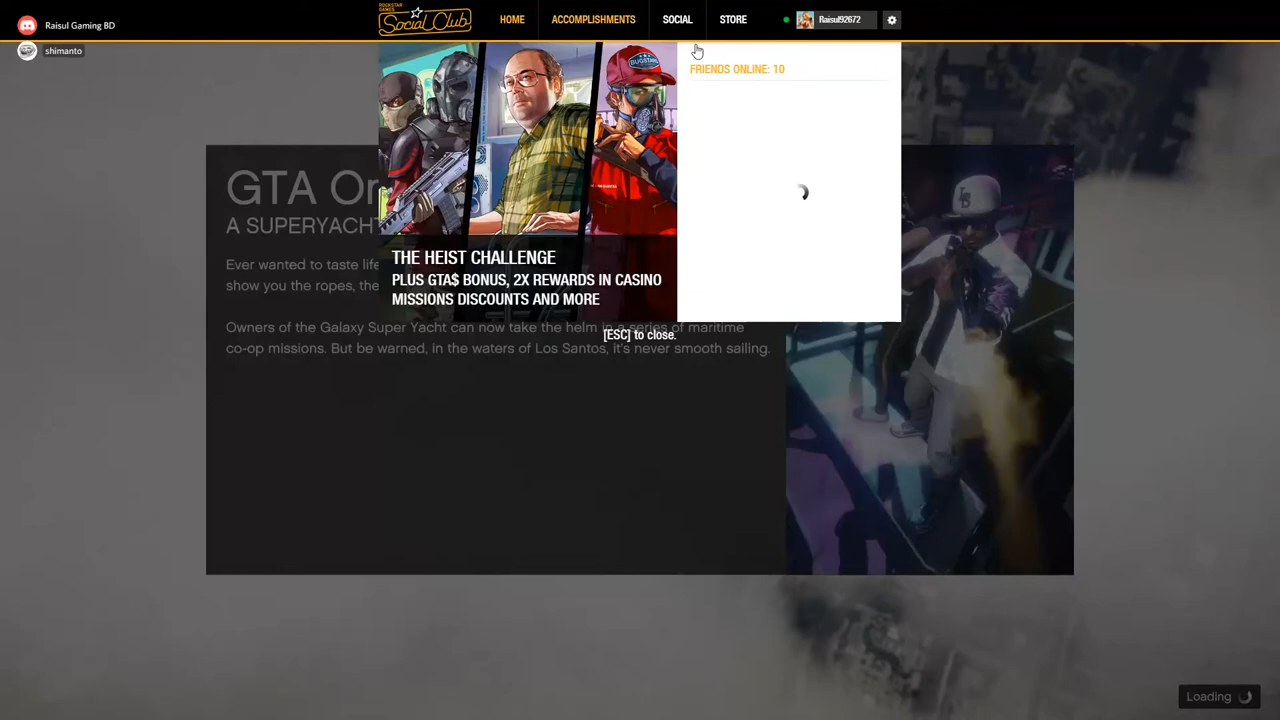 Raisul Gaming BD
shimanto
ROCKSTAR GAMES
Social Club
HOME
ACCOMPLISHMENTS
SOCIAL
STORE
Raisul92672
FRIENDS ONLINE: 10
BUGSTARS
THE HEIST CHALLENGE
PLUS GTA$ BONUS, 2X REWARDS IN CASINO
MISSIONS DISCOUNTS AND MORE
[ESC] to close.
GTA On
A SUPERYACHT
Ever wanted to taste life
show you the ropes, the
Owners of the Galaxy Super Yacht can now take the helm in a series of maritime
co-op missions. But be warned, in the waters of Los Santos, it's never smooth sailing.
LS
Loading